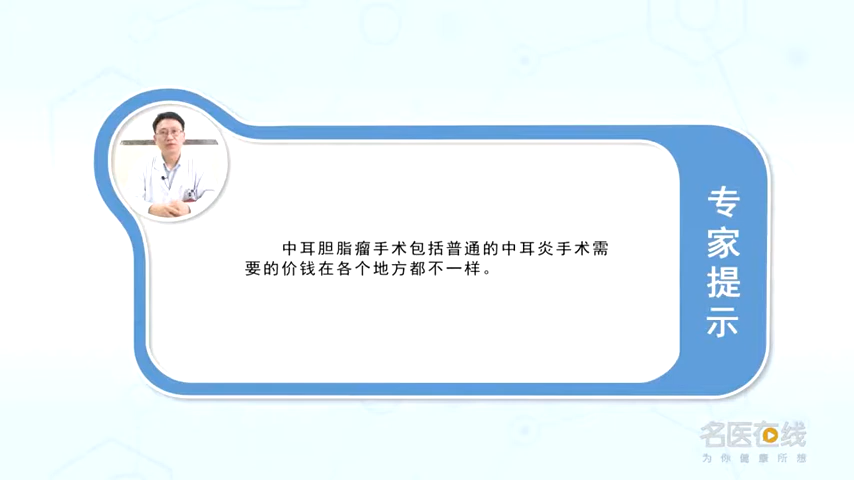 中耳胆脂瘤手术包括普通的中耳炎手术需
要的价钱在各个地方都不一样。
专家提示
名医在线
为你健康所想